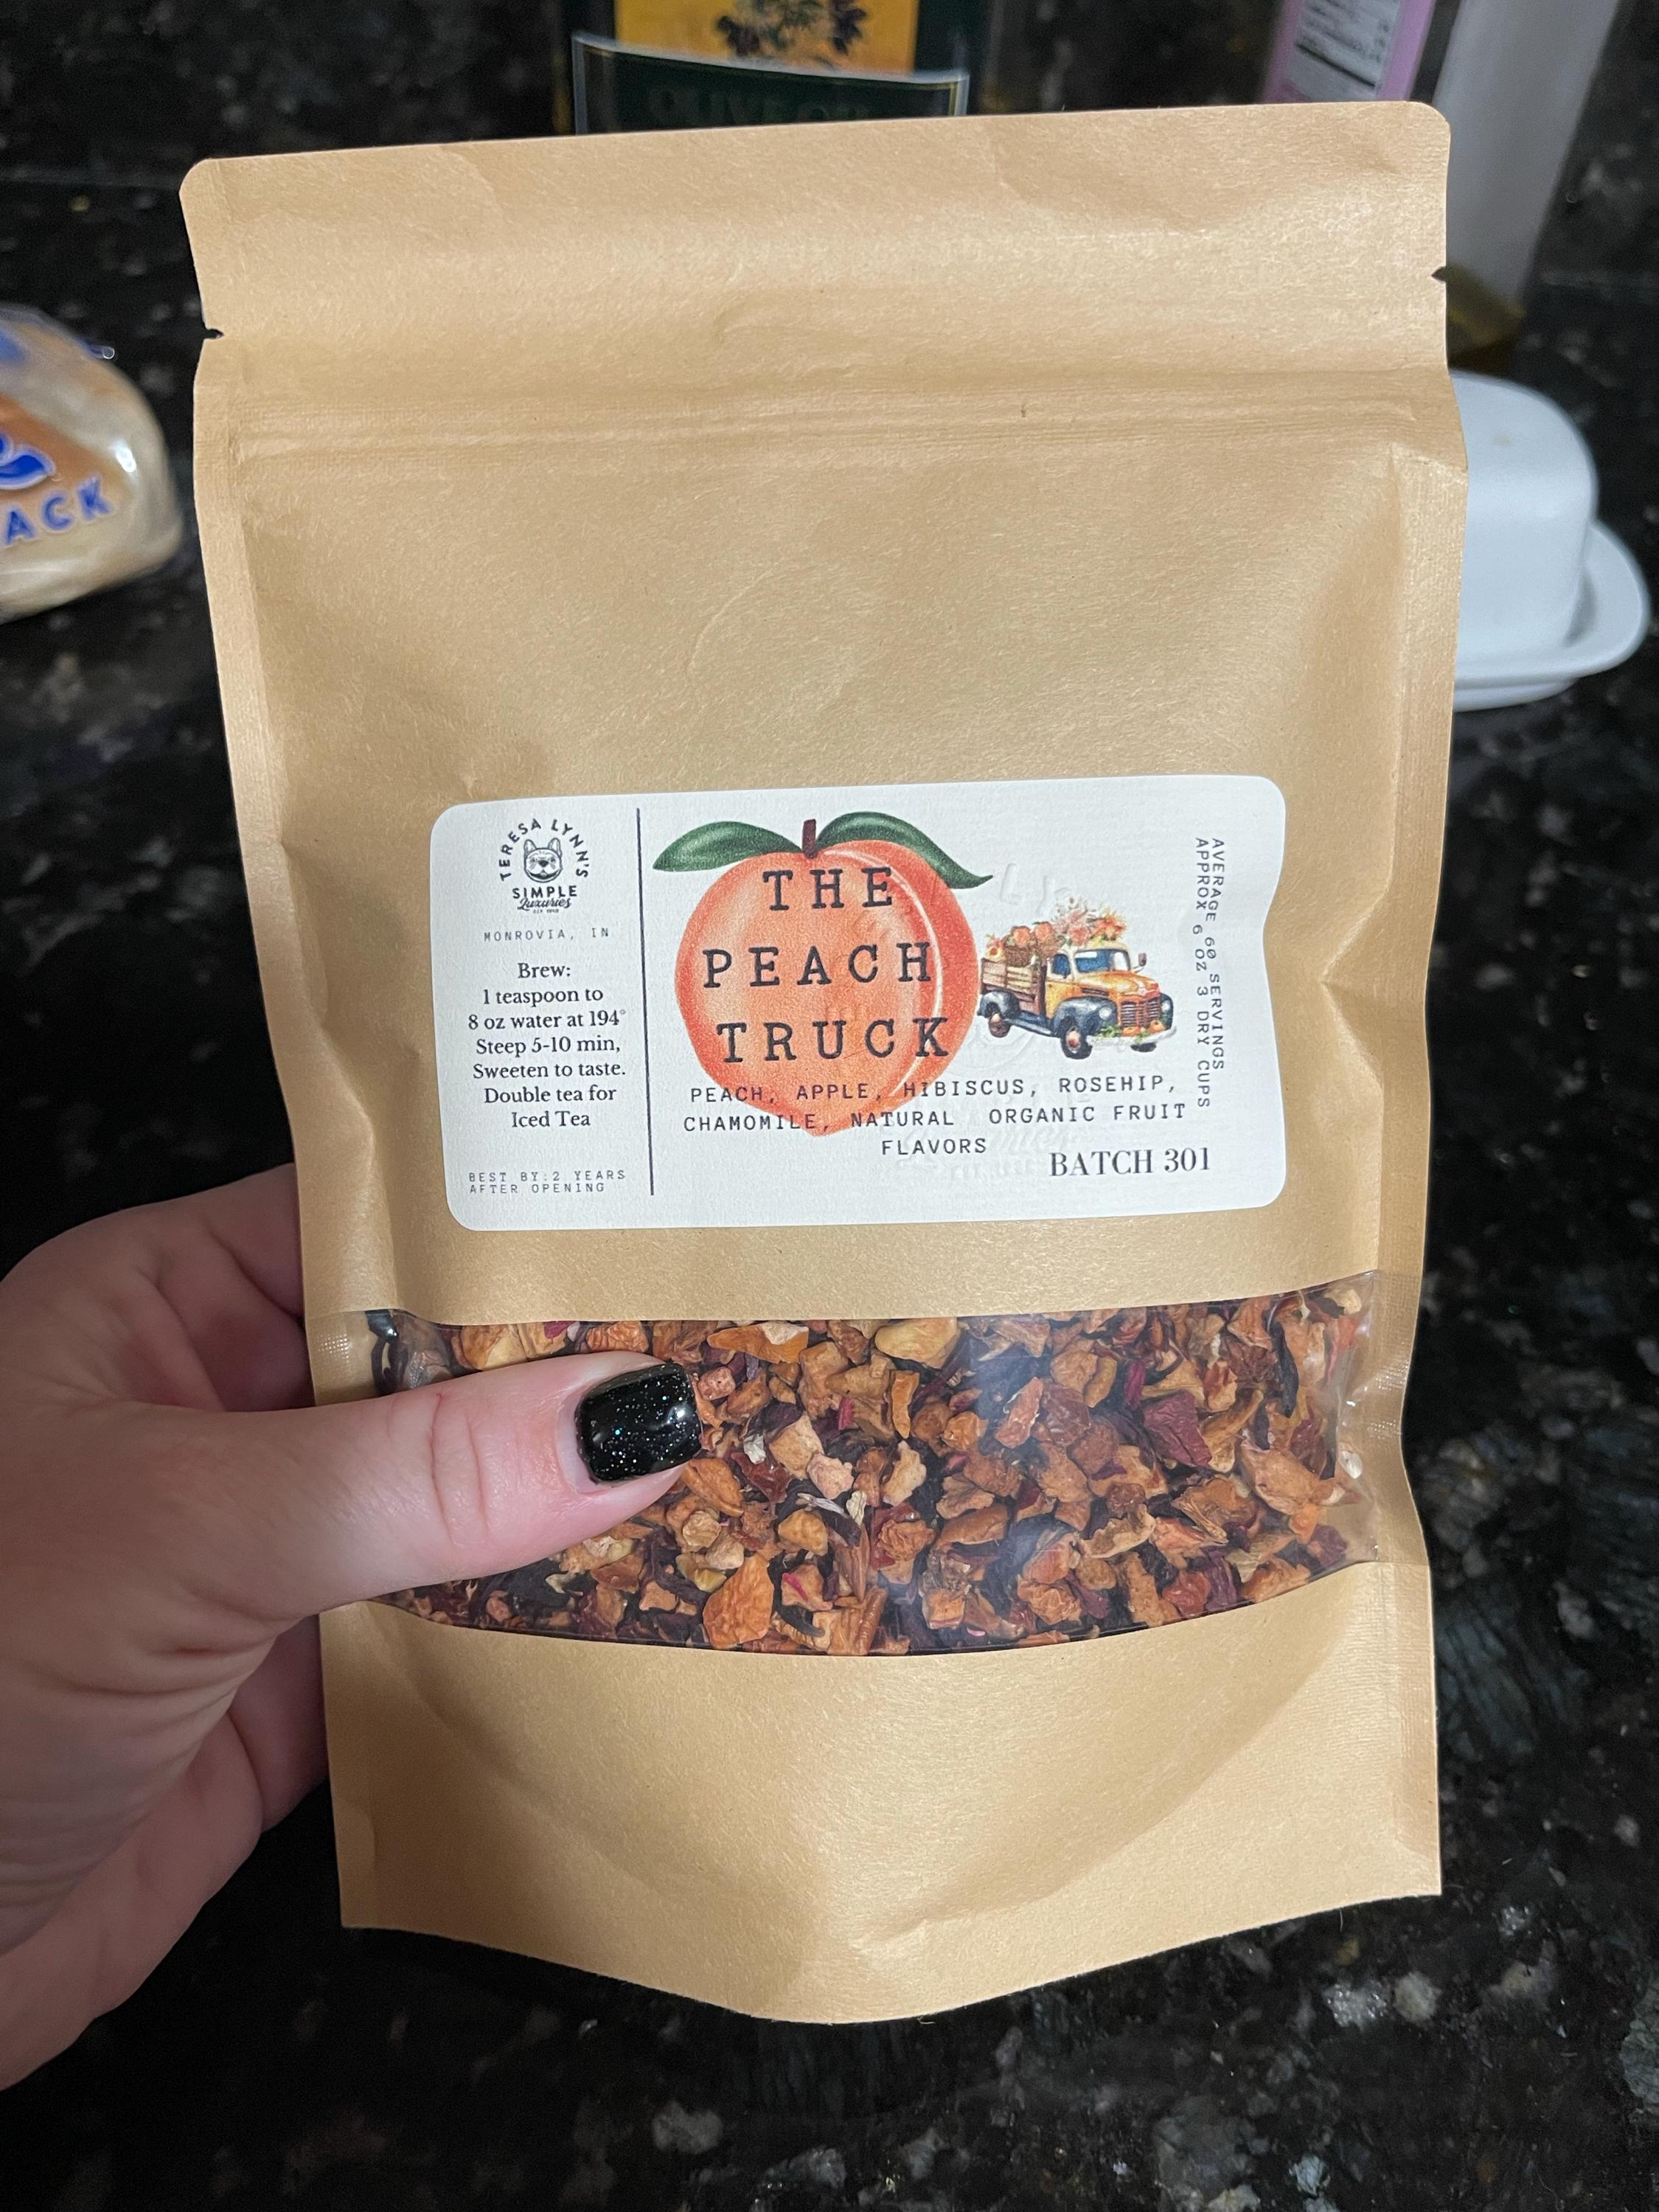 OLIVE OIL
ACK
TERESA LYNN'S
SIMPLE
Luxuries
MONROVIA, IN
Brew:
1 teaspoon to
8 oz water at 194°
Steep 5-10 min,
Sweeten to taste.
Double tea for
Iced Tea
BEST BY:2 YEARS
AFTER OPENING
THE
PEACH
TRUCK
PEACH, APPLE, HIBISCUS, ROSEHIP,
CHAMOMILE, NATURAL ORGANIC FRUIT
FLAVORS
BATCH 301
AVERAGE 60 SERVINGS
APPROX 6 OZ 3 DRY CUPS